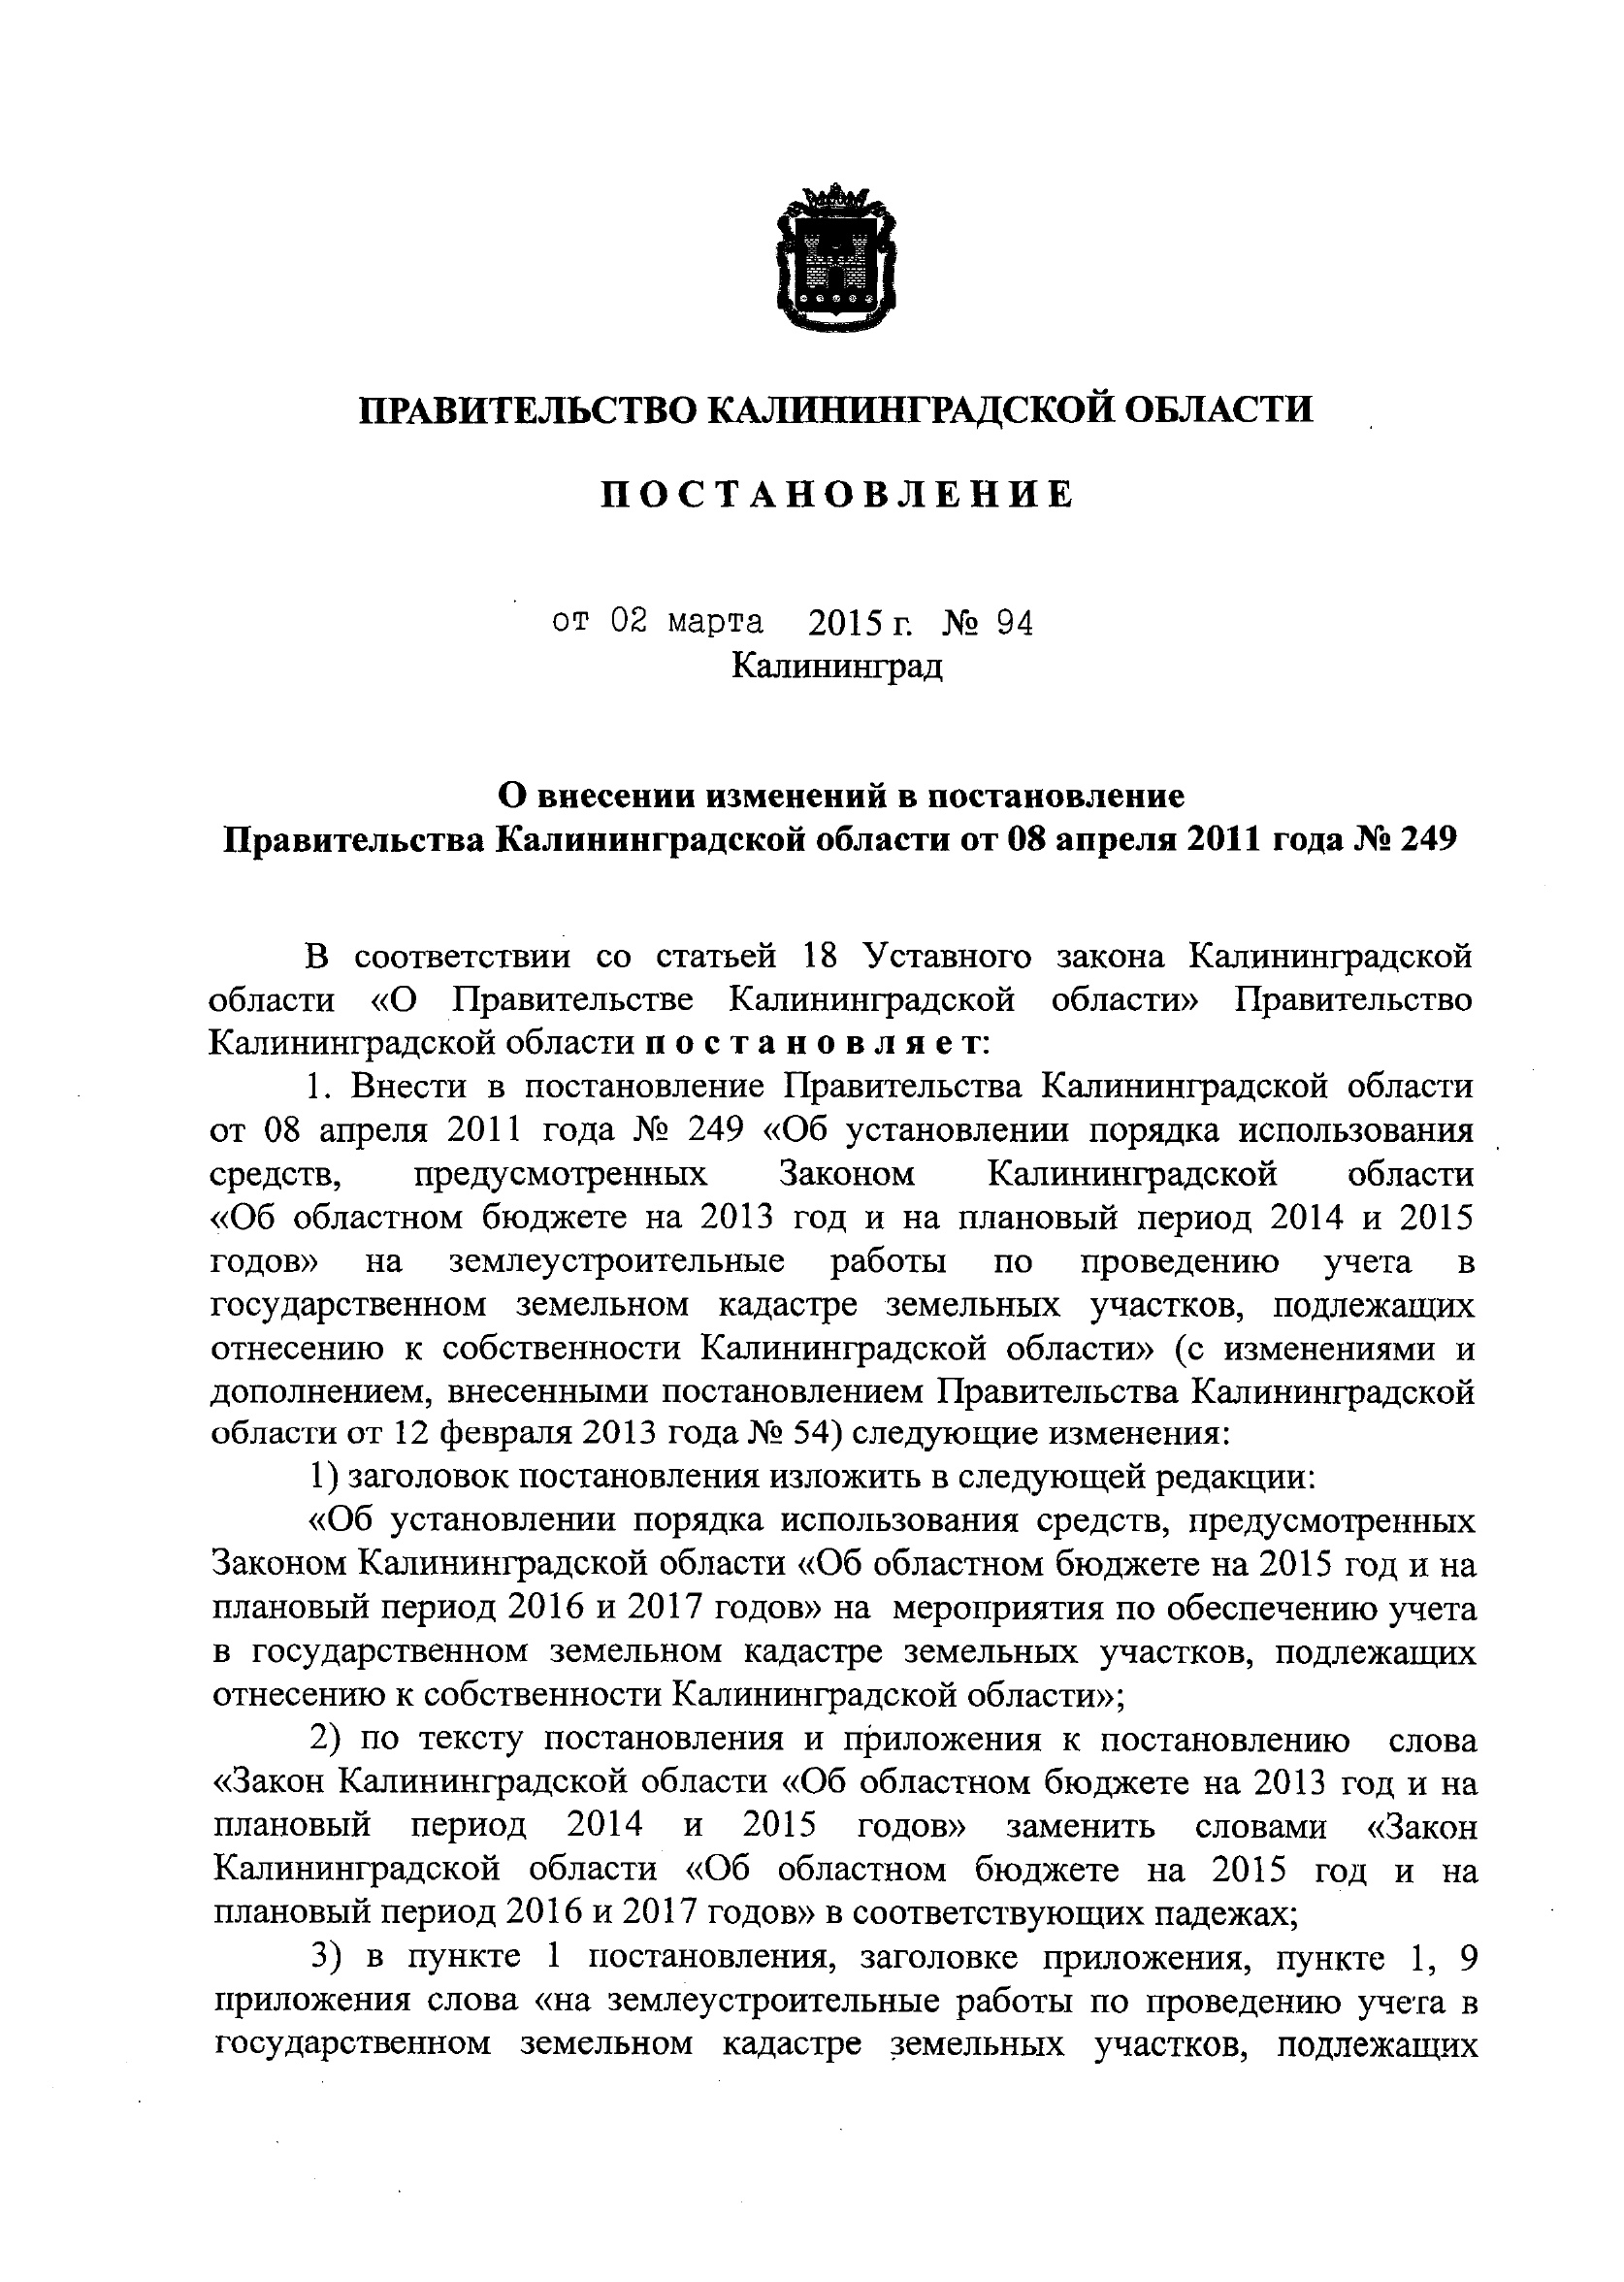 ПРАВИТЕЛЬСТВО КАЛИНИНГРАДСКОЙ ОБЛАСТИ
П О С Т А Н О В Л Е Н И Е
от 02 марта 2015 г. № 94
Калининград
О внесении изменений в постановление
Правительства Калининградской области от 08 апреля 2011 года № 249
В соответствии со статьей 18 Уставного закона Калининградской
области «О Правительстве Калининградской области» Правительство
Калининградской области п о с т а н о в л я е т:
1. Внести в постановление Правительства Калининградской области
от 08 апреля 2011 года № 249 «Об установлении порядка использования
средств, предусмотренных Законом Калининградской области
«Об областном бюджете на 2013 год и на плановый период 2014 и 2015
годов» на землеустроительные работы по проведению учета в
государственном земельном кадастре земельных участков, подлежащих
отнесению к собственности Калининградской области» (с изменениями и
дополнением, внесенными постановлением Правительства Калининградской
области от 12 февраля 2013 года № 54) следующие изменения:
1) заголовок постановления изложить в следующей редакции:
«Об установлении порядка использования средств, предусмотренных
Законом Калининградской области «Об областном бюджете на 2015 год и на
плановый период 2016 и 2017 годов» на мероприятия по обеспечению учета
в государственном земельном кадастре земельных участков, подлежащих
отнесению к собственности Калининградской области»;
2) по тексту постановления и приложения к постановлению слова
«Закон Калининградской области «Об областном бюджете на 2013 год и на
плановый период 2014 и 2015 годов» заменить словами «Закон
Калининградской области «Об областном бюджете на 2015 год и на
плановый период 2016 и 2017 годов» в соответствующих падежах;
3) в пункте 1 постановления, заголовке приложения, пункте 1, 9
приложения слова «на землеустроительные работы по проведению учета в
государственном земельном кадастре земельных участков, подлежащих